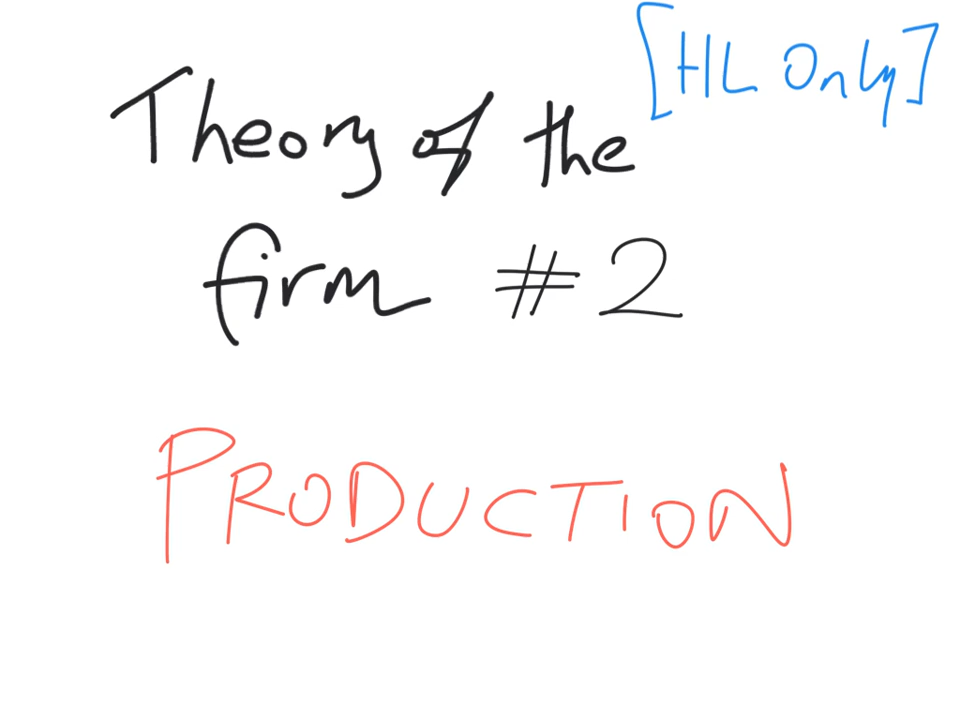 [HL Only]
Theory of the
firm #2
PRODUCTION